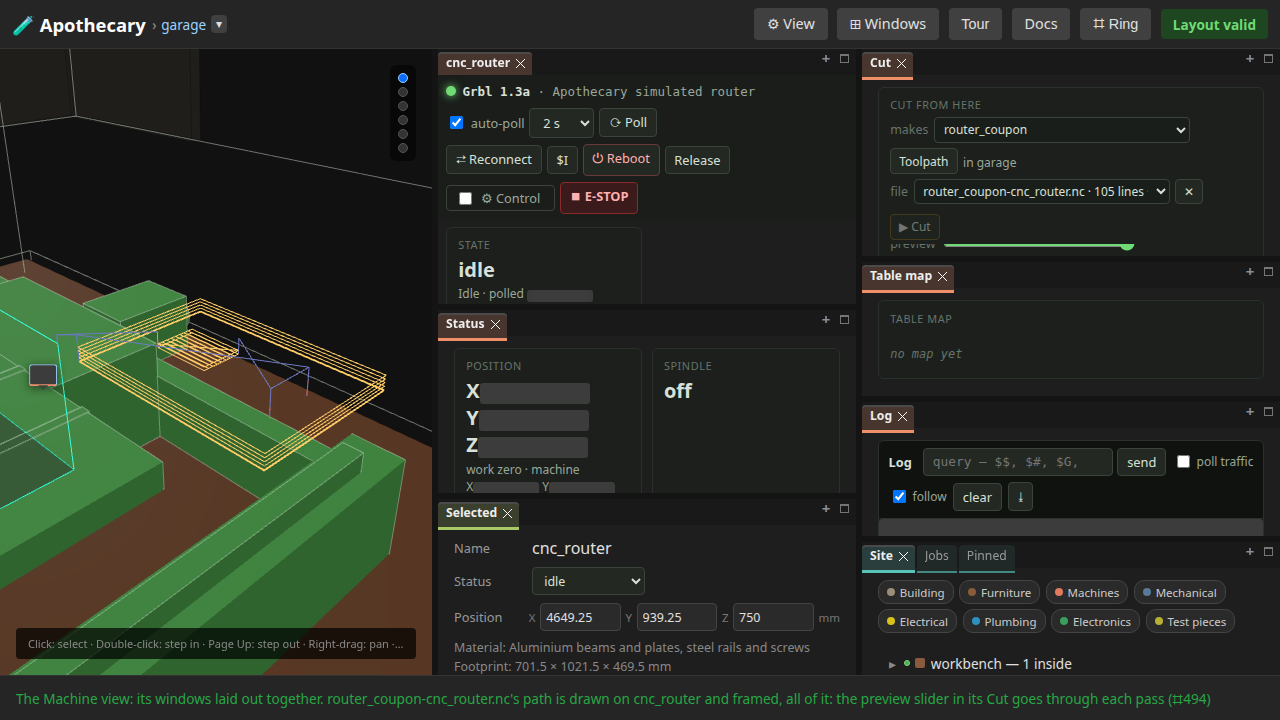 🧪 Apothecary › garage ▾
⚙ View
⊞ Windows
Tour
Docs
⌗ Ring
Layout valid
cnc_router ×
Grbl 1.3a · Apothecary simulated router
auto-poll 2 s ⟳ Poll
⇄ Reconnect $I ⏻ Reboot Release
⚙ Control ■ E-STOP
STATE
idle
Idle · polled
Status ×
POSITION
X
Y
Z
work zero · machine
X Y
SPINDLE
off
Selected ×
Name cnc_router
Status idle
Position X 4649.25 Y 939.25 Z 750 mm
Material: Aluminium beams and plates, steel rails and screws
Footprint: 701.5 × 1021.5 × 469.5 mm
Cut ×
CUT FROM HERE
makes router_coupon
Toolpath in garage
file router_coupon-cnc_router.nc · 105 lines ✕
▶ Cut
preview
Table map ×
TABLE MAP
no map yet
Log ×
Log query — $$, $#, $G, send poll traffic
follow clear ⭳
Site × Jobs Pinned
Building Furniture Machines Mechanical
Electrical Plumbing Electronics Test pieces
▸ workbench — 1 inside
Click: select · Double-click: step in · Page Up: step out · Right-drag: pan ·...
The Machine view: its windows laid out together. router_coupon-cnc_router.nc's path is drawn on cnc_router and framed, all of it: the preview slider in its Cut goes through each pass (⌗494)